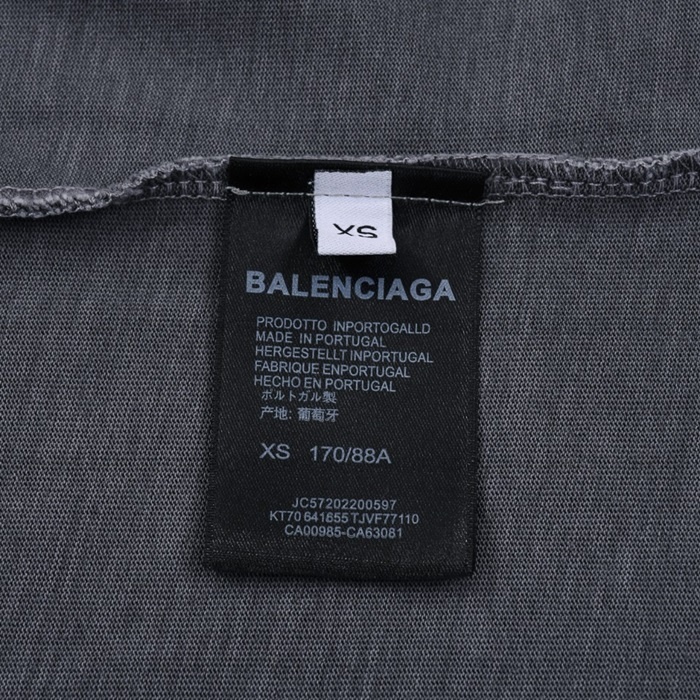 XS
BALENCIAGA
PRODOTTO INPORTOGALLD
MADE IN PORTUGAL
HERGESTELLT INPORTUGAL
FABRIQUE ENPORTUGAL
HECHO EN PORTUGAL
ボルトガル製
产地: 葡萄牙
XS 170/88A
JC57202200597
KT70 641655 TJVF77110
CA00985-CA63081